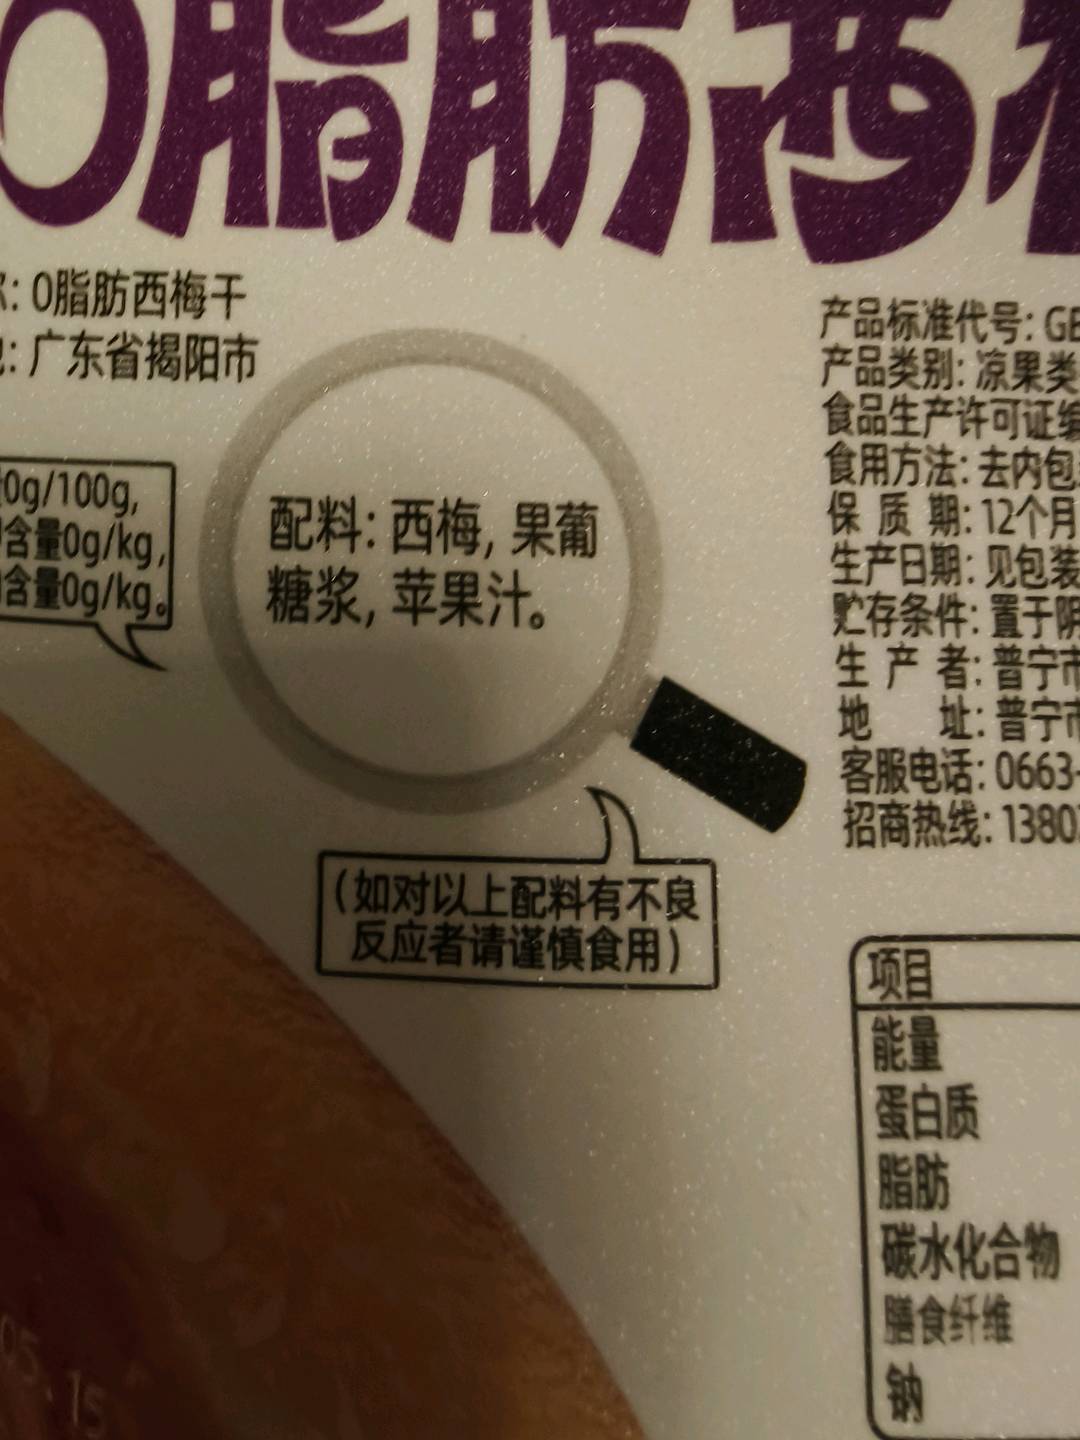 0脂肪西
: 0脂肪西梅干
: 广东省揭阳市
0g/100g,
含量0g/kg,
含量0g/kg。
配料: 西梅, 果葡
糖浆, 苹果汁。
(如对以上配料有不良
反应者请谨慎食用)
产品标准代号: GB
产品类别: 凉果类
食品生产许可证编
食用方法: 去内包
保质期: 12个月
生产日期: 见包装
贮存条件: 置于阴
生产者: 普宁市
地址: 普宁市
客服电话: 0663-
招商热线: 1380
项目
能量
蛋白质
脂肪
碳水化合物
膳食纤维
钠
05.15